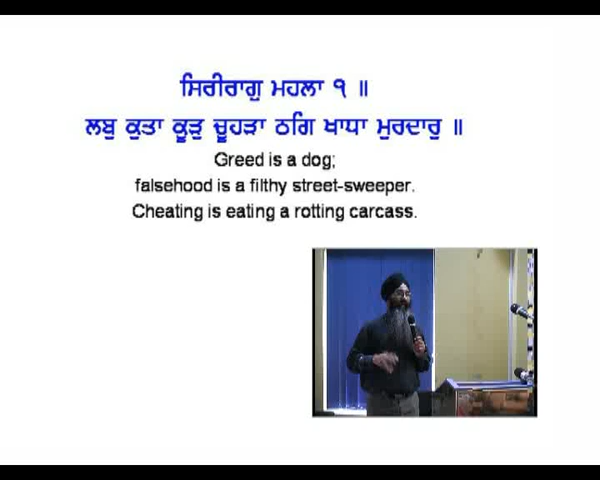 ਸਿਰੀਰਾਗੁ ਮਹਲਾ ੧ ॥
ਲਬੁ ਕੁਤਾ ਕੂੜੁ ਚੂਹੜਾ ਠਗਿ ਖਾਧਾ ਮੁਰਦਾਰੁ ॥
Greed is a dog;
falsehood is a filthy street-sweeper.
Cheating is eating a rotting carcass.